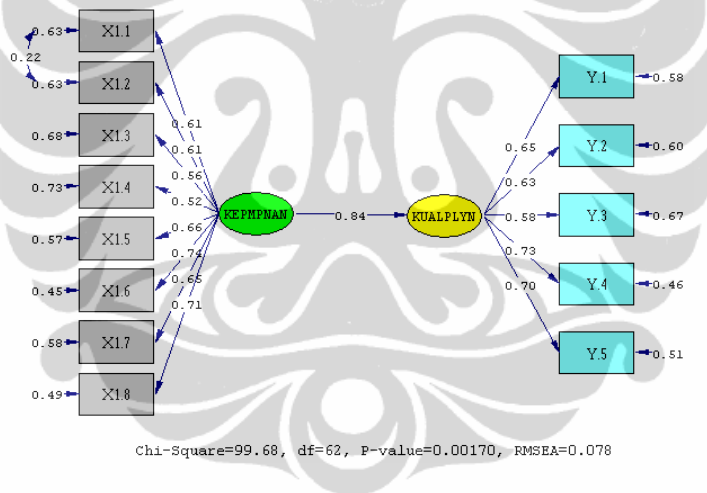 0.63 X1.1
0.22
0.63 X1.2
0.68 X1.3
0.73 X1.4
0.57 X1.5
0.45 X1.6
0.58 X1.7
0.49 X1.8
0.61
0.61
0.56
0.52
0.66
0.74
0.65
0.71
KEPMPNAN
0.84
KUALPLYN
0.65
0.63
0.58
0.73
0.70
Y.1 0.58
Y.2 0.60
Y.3 0.67
Y.4 0.46
Y.5 0.51
Chi-Square=99.68, df=62, P-value=0.00170, RMSEA=0.078